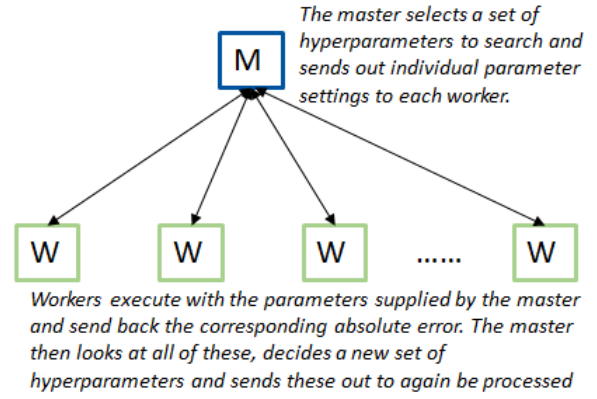 The master selects a set of
hyperparameters to search and
sends out individual parameter
settings to each worker.
M
W W W ...... W
Workers execute with the parameters supplied by the master
and send back the corresponding absolute error. The master
then looks at all of these, decides a new set of
hyperparameters and sends these out to again be processed